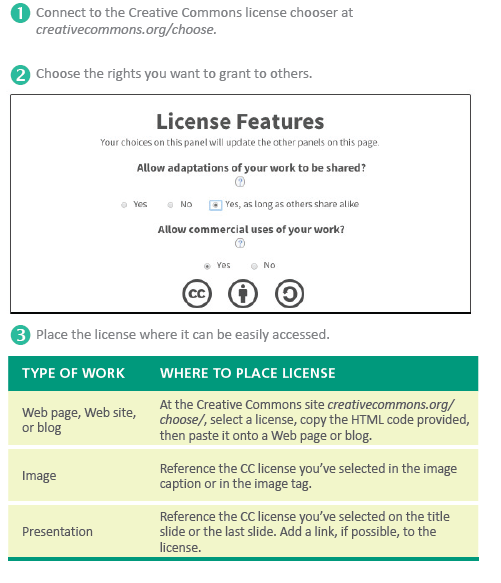 1 Connect to the Creative Commons license chooser at
creativecommons.org/choose.
2 Choose the rights you want to grant to others.
License Features
Your choices on this panel will update the other panels on this page.
Allow adaptations of your work to be shared?
?
Yes No Yes, as long as others share alike
Allow commercial uses of your work?
?
Yes No
cc
3 Place the license where it can be easily accessed.
TYPE OF WORK WHERE TO PLACE LICENSE
Web page, Web site,
or blog
At the Creative Commons site creativecommons.org/
choose/, select a license, copy the HTML code provided,
then paste it onto a Web page or blog.
Image
Reference the CC license you've selected in the image
caption or in the image tag.
Presentation
Reference the CC license you've selected on the title
slide or the last slide. Add a link, if possible, to the
license.